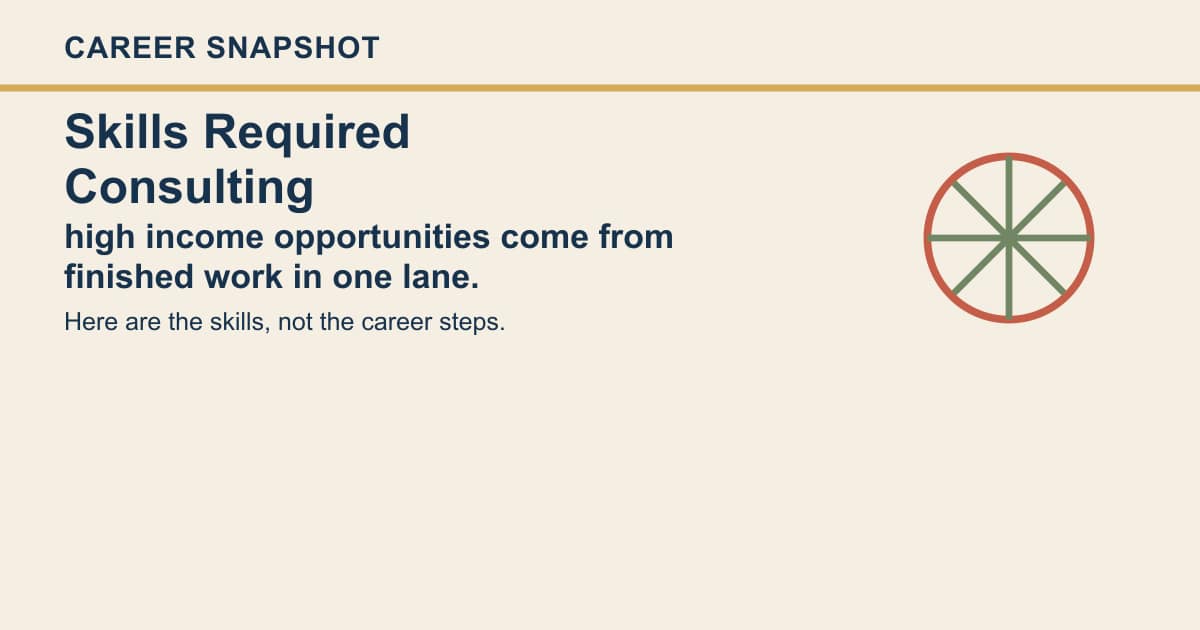 CAREER SNAPSHOT
Skills Required
Consulting
high income opportunities come from
finished work in one lane.
Here are the skills, not the career steps.